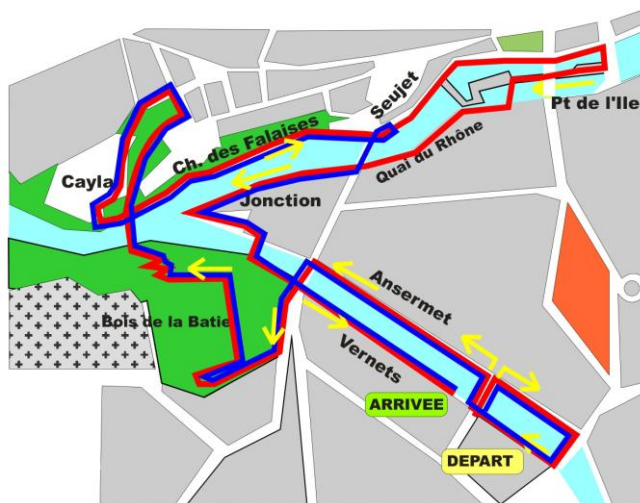 Seujet
Pt de l'Ile
Ch. des Falaises
Quai du Rhône
Cayla
Jonction
Ansermet
Bois de la Batie
Vernets
ARRIVEE
DEPART